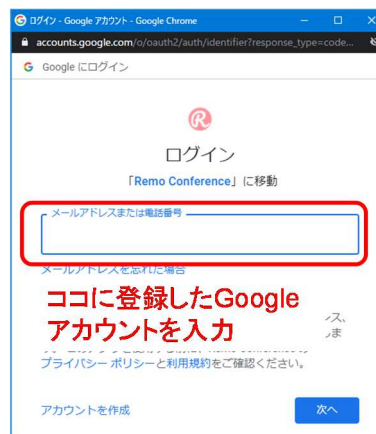 ログイン - Google アカウント - Google Chrome
accounts.google.com/o/oauth2/auth/identifier?response_type=code...
G Google にログイン
R
ログイン
「Remo Conference」に移動
メールアドレスまたは電話番号
メールアドレスを忘れた場合
ココに登録したGoogle
アカウントを入力
プライバシー ポリシーと利用規約をご確認ください。
アカウントを作成
次へ